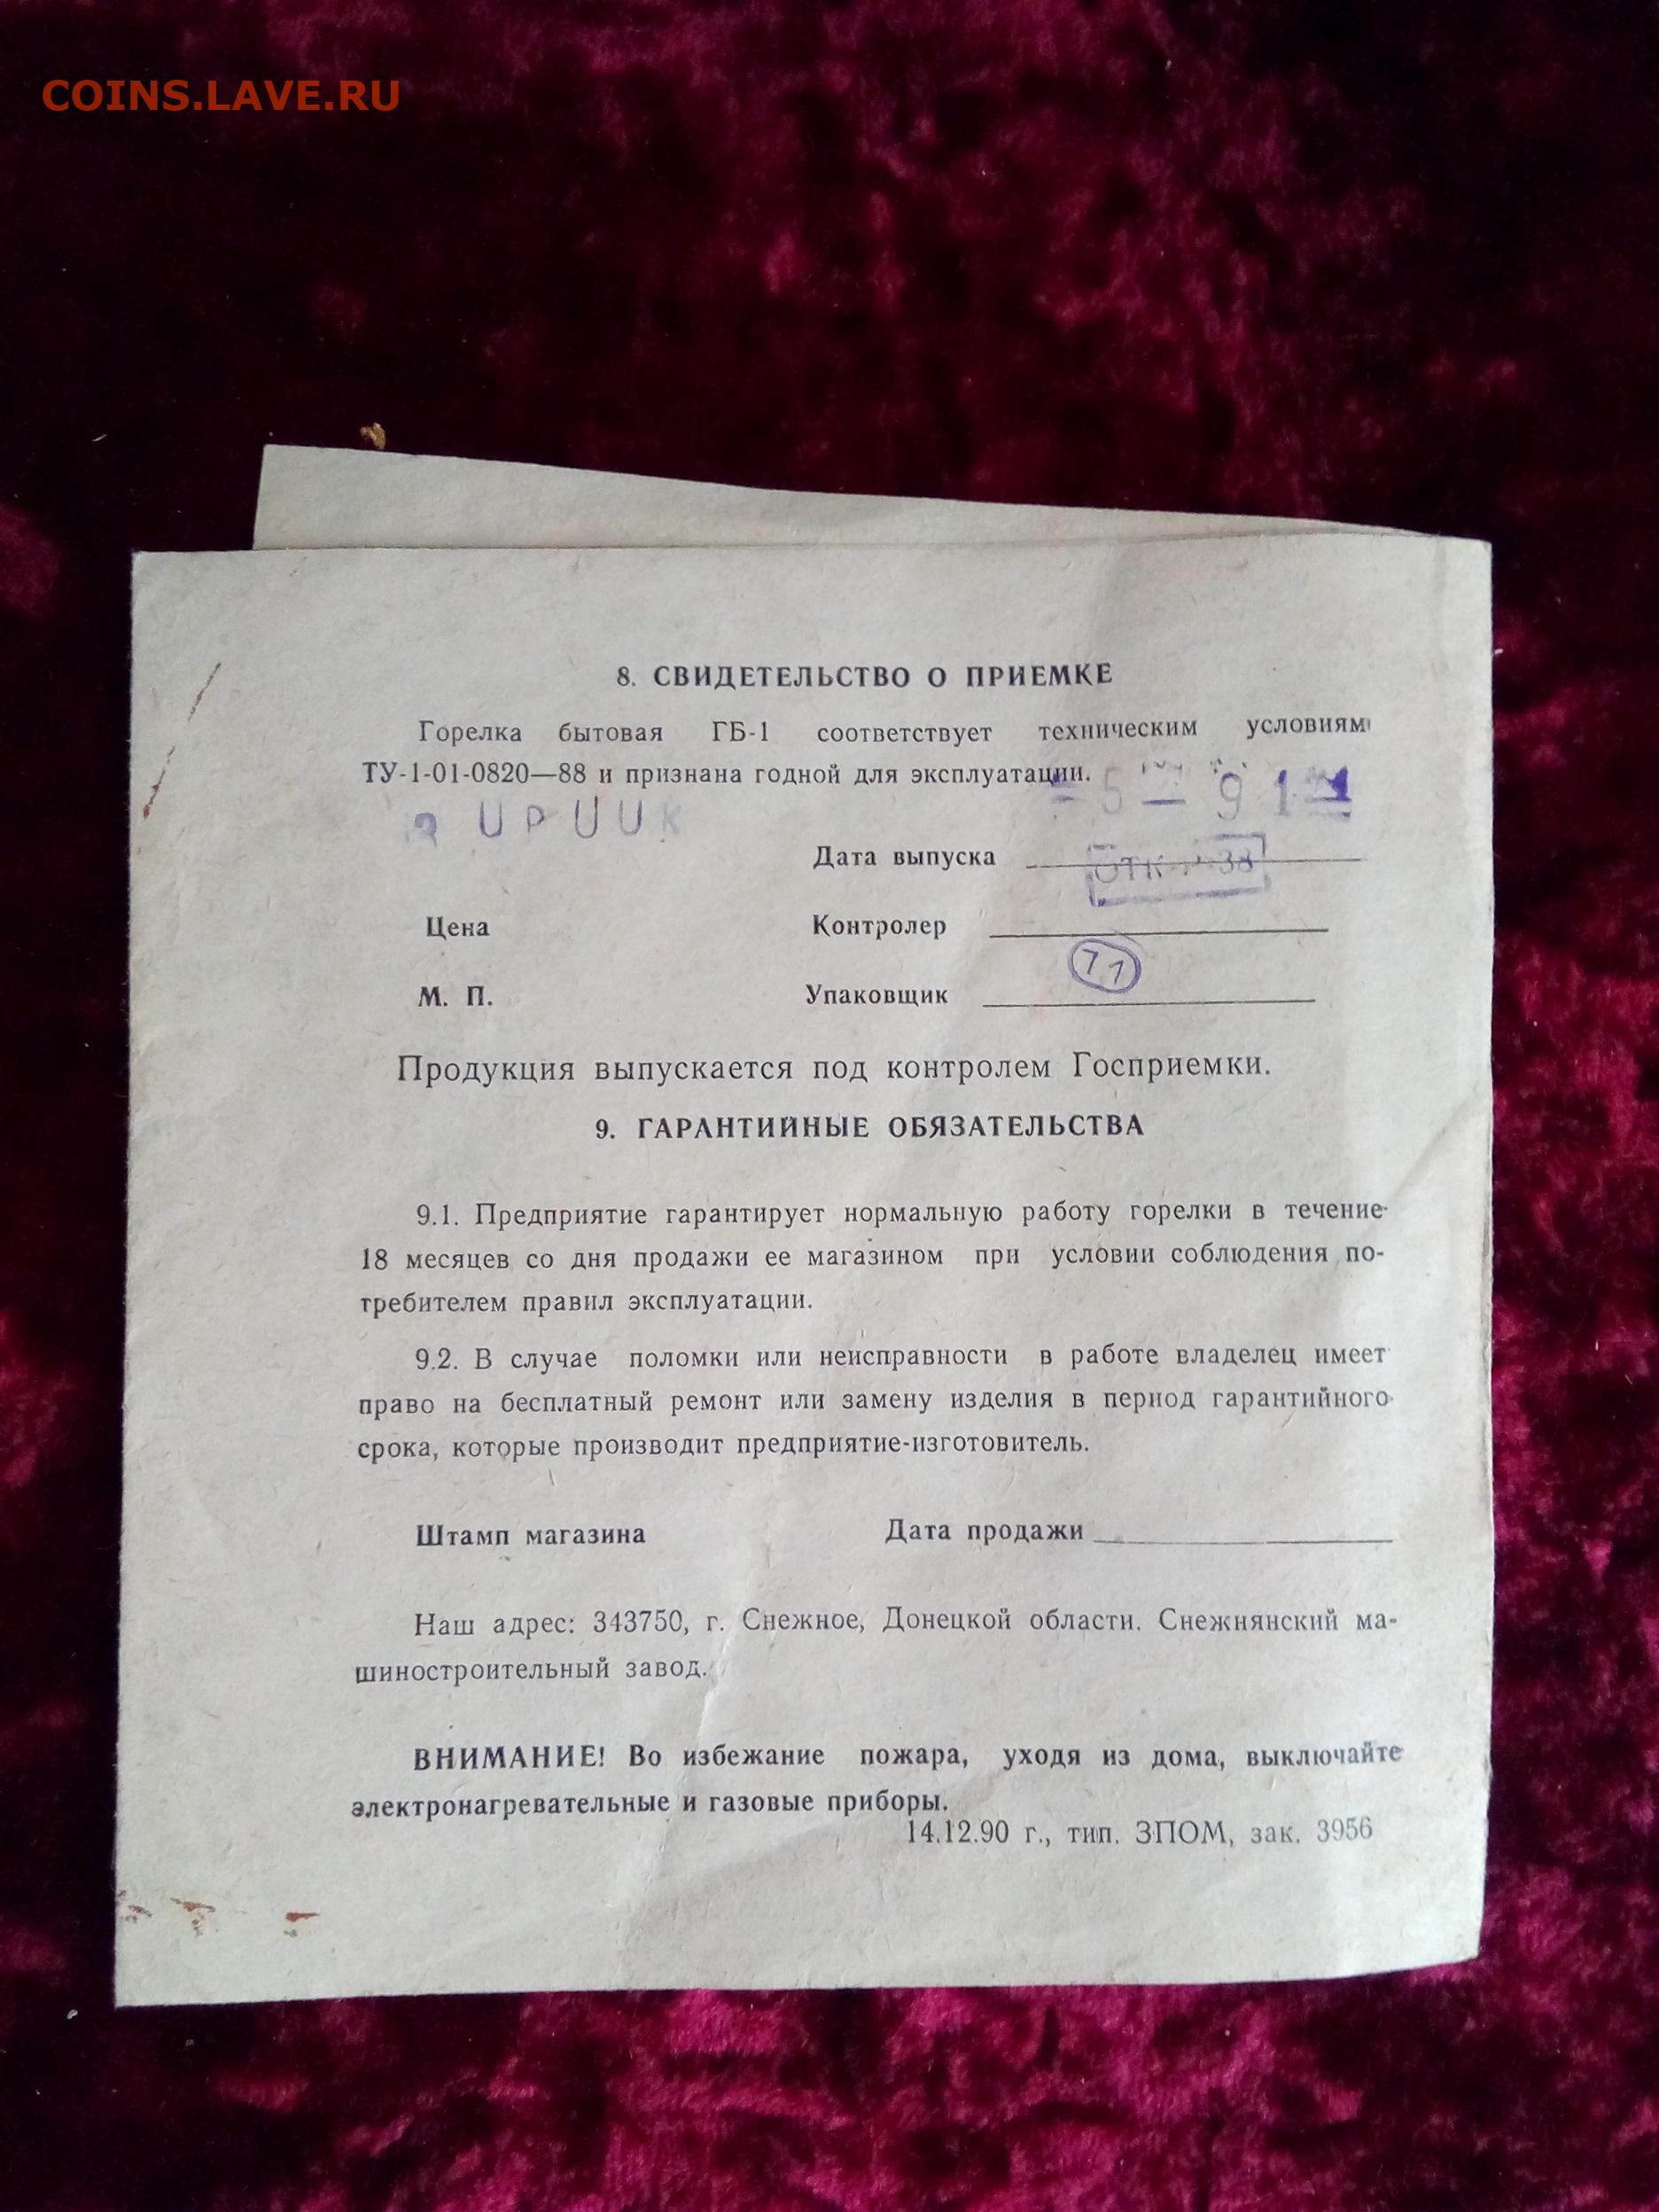 COINS.LAVE.RU
8. СВИДЕТЕЛЬСТВО О ПРИЕМКЕ
Горелка бытовая ГБ-1 соответствует техническим условиям
ТУ-1-01-0820—88 и признана годной для эксплуатации.
5 — 91
Дата выпуска
ОТК 38
Цена Контролер
77
М. П. Упаковщик
Продукция выпускается под контролем Госприемки.
9. ГАРАНТИЙНЫЕ ОБЯЗАТЕЛЬСТВА
9.1. Предприятие гарантирует нормальную работу горелки в течение
18 месяцев со дня продажи ее магазином при условии соблюдения по-
требителем правил эксплуатации.
9.2. В случае поломки или неисправности в работе владелец имеет
право на бесплатный ремонт или замену изделия в период гарантийного
срока, которые производит предприятие-изготовитель.
Штамп магазина Дата продажи
Наш адрес: 343750, г. Снежное, Донецкой области. Снежнянский ма-
шиностроительный завод.
ВНИМАНИЕ! Во избежание пожара, уходя из дома, выключайте
электронагревательные и газовые приборы.
14.12.90 г., тип. ЗПОМ, зак. 3956